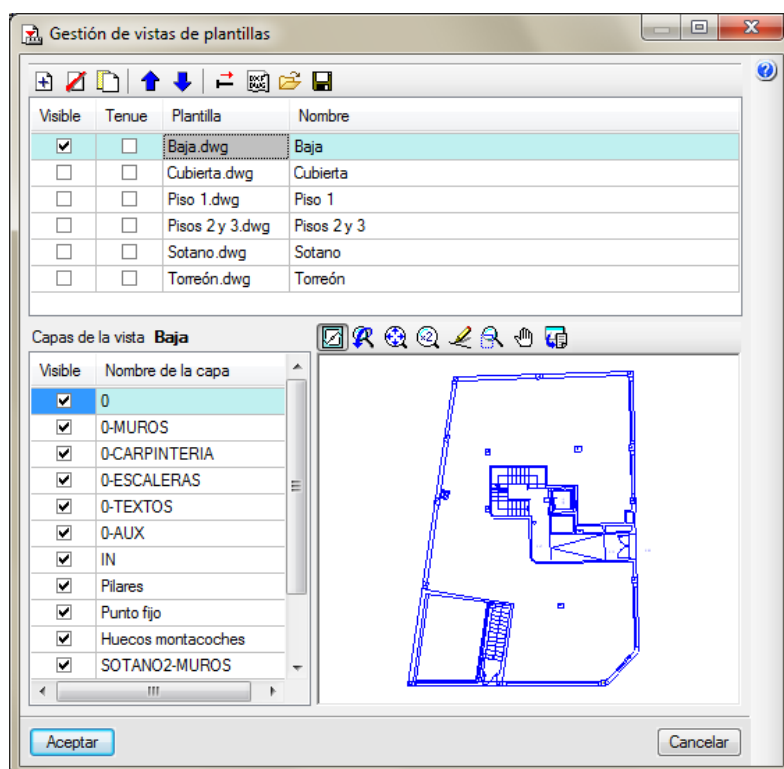 Gestión de vistas de plantillas
DXF DWG
Visible Tenue Plantilla Nombre
Baja.dwg Baja
Cubierta.dwg Cubierta
Piso 1.dwg Piso 1
Pisos 2 y 3.dwg Pisos 2 y 3
Sotano.dwg Sotano
Torreón.dwg Torreón
Capas de la vista Baja
x2
Visible Nombre de la capa
0
0-MUROS
0-CARPINTERIA
0-ESCALERAS
0-TEXTOS
0-AUX
IN
Pilares
Punto fijo
Huecos montacoches
SOTANO2-MUROS
Aceptar Cancelar